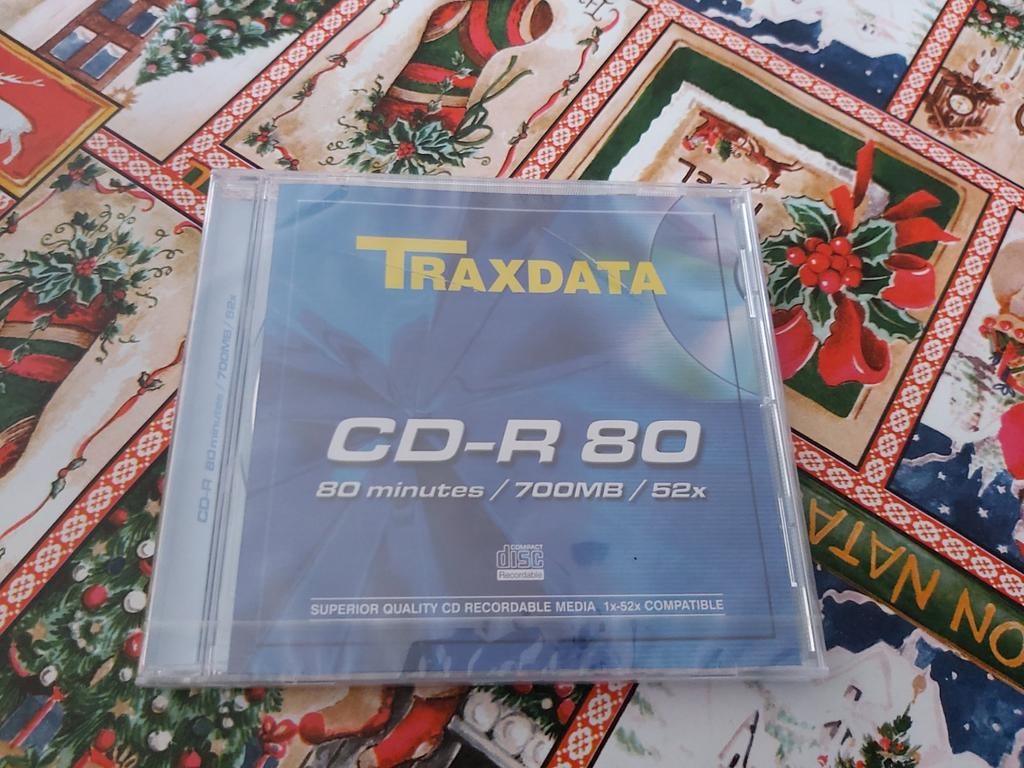 TRAXDATA
CD-R 80
80 minutes / 700MB / 52x
COMPACT
disc
Recordable
SUPERIOR QUALITY CD RECORDABLE MEDIA 1x-52x COMPATIBLE
CD-R 80 minutes / 700MB / 52x
ON NATA